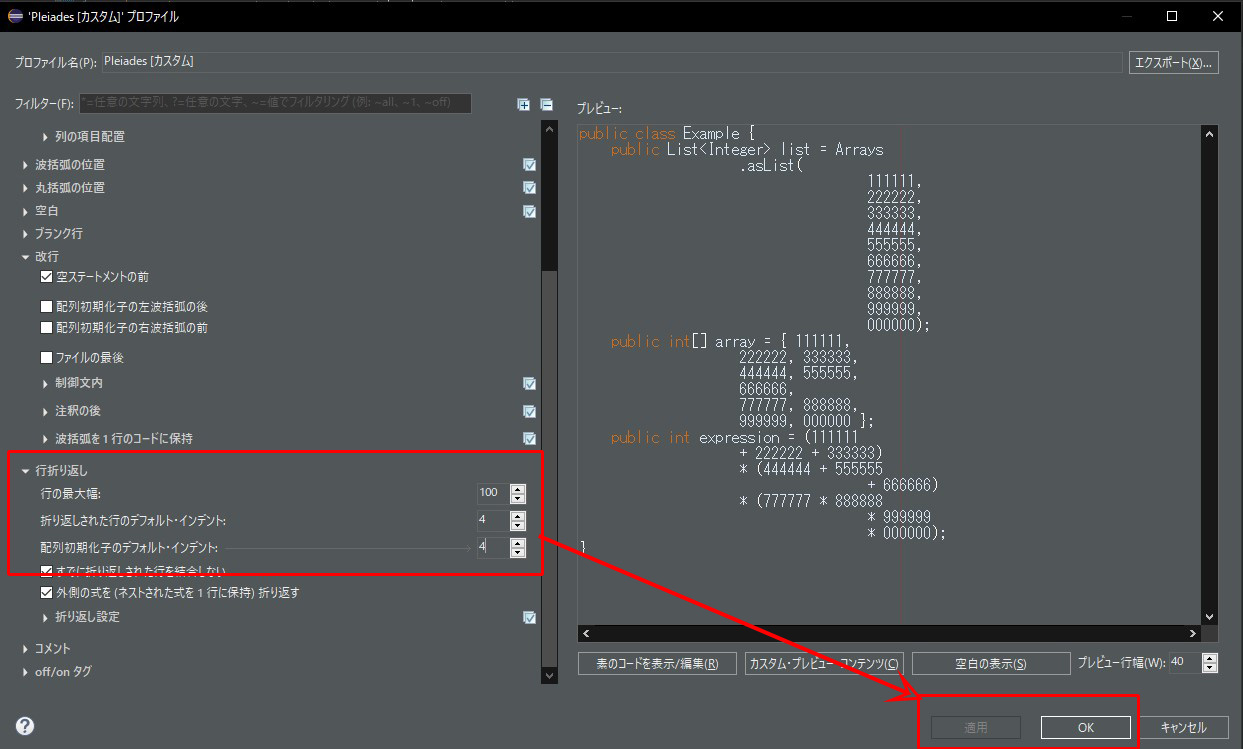 'Pleiades [カスタム]' プロファイル
プロファイル名(P): Pleiades [カスタム] エクスポート(X)...
フィルター(F): *=任意の文字列、?=任意の文字、~=値でフィルタリング (例: ~all、~1、~off)
列の項目配置
波括弧の位置
丸括弧の位置
空白
ブランク行
改行
空ステートメントの前
配列初期化子の左波括弧の後
配列初期化子の右波括弧の前
ファイルの最後
制御文内
注釈の後
波括弧を 1 行のコードに保持
行折り返し
行の最大幅: 100
折り返しされた行のデフォルト・インデント: 4
配列初期化子のデフォルト・インデント: 4
すでに折り返しされた行を結合しない
外側の式を (ネストされた式を 1 行に保持) 折り返す
折り返し設定
コメント
off/on タグ
プレビュー:
public class Example {
public List<Integer> list = Arrays
.asList(
111111,
222222,
333333,
444444,
555555,
666666,
777777,
888888,
999999,
000000);
public int[] array = { 111111,
222222, 333333,
444444, 555555,
666666,
777777, 888888,
999999, 000000 };
public int expression = (111111
+ 222222 + 333333)
* (444444 + 555555
+ 666666)
* (777777 * 888888
* 999999
* 000000);
}
素のコードを表示/編集(R) カスタム・プレビュー・コンテンツ(C) 空白の表示(S) プレビュー行幅(W): 40
? 適用 OK キャンセル